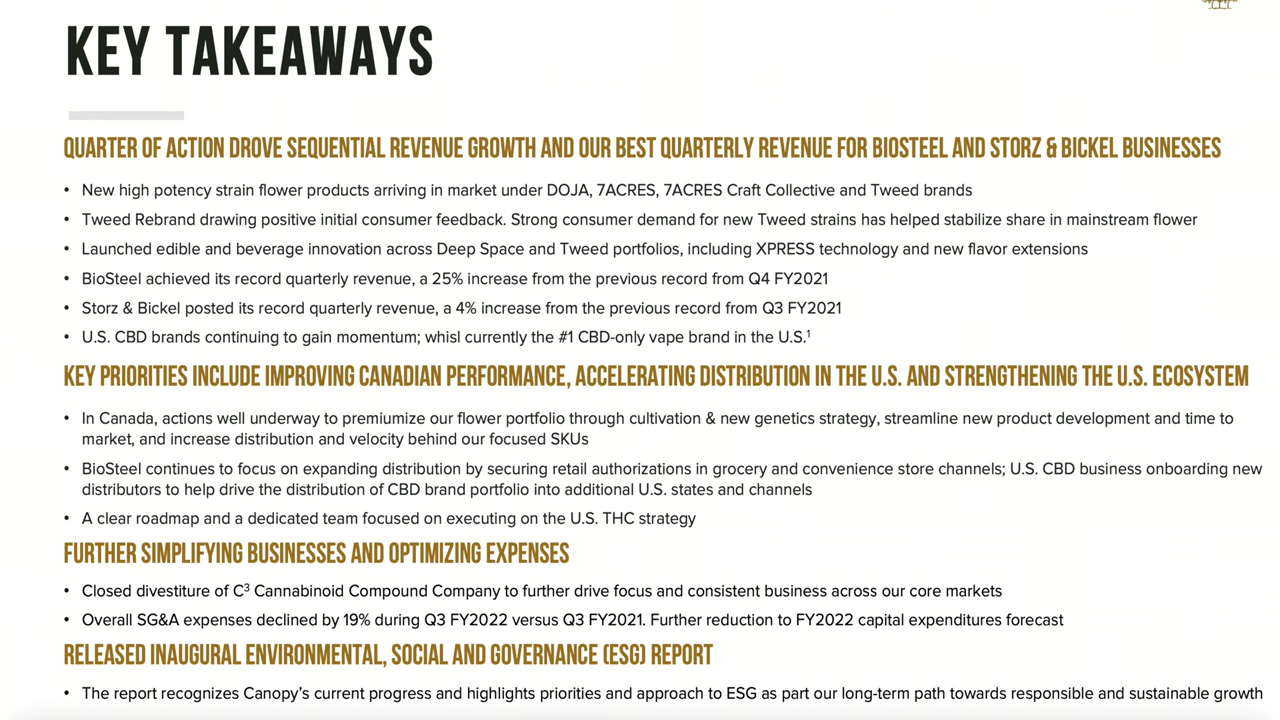 KEY TAKEAWAYS
QUARTER OF ACTION DROVE SEQUENTIAL REVENUE GROWTH AND OUR BEST QUARTERLY REVENUE FOR BIOSTEEL AND STORZ & BICKEL BUSINESSES
• New high potency strain flower products arriving in market under DOJA, 7ACRES, 7ACRES Craft Collective and Tweed brands
• Tweed Rebrand drawing positive initial consumer feedback. Strong consumer demand for new Tweed strains has helped stabilize share in mainstream flower
• Launched edible and beverage innovation across Deep Space and Tweed portfolios, including XPRESS technology and new flavor extensions
• BioSteel achieved its record quarterly revenue, a 25% increase from the previous record from Q4 FY2021
• Storz & Bickel posted its record quarterly revenue, a 4% increase from the previous record from Q3 FY2021
• U.S. CBD brands continuing to gain momentum; whisl currently the #1 CBD-only vape brand in the U.S.¹
KEY PRIORITIES INCLUDE IMPROVING CANADIAN PERFORMANCE, ACCELERATING DISTRIBUTION IN THE U.S. AND STRENGTHENING THE U.S. ECOSYSTEM
• In Canada, actions well underway to premiumize our flower portfolio through cultivation & new genetics strategy, streamline new product development and time to
market, and increase distribution and velocity behind our focused SKUs
• BioSteel continues to focus on expanding distribution by securing retail authorizations in grocery and convenience store channels; U.S. CBD business onboarding new
distributors to help drive the distribution of CBD brand portfolio into additional U.S. states and channels
• A clear roadmap and a dedicated team focused on executing on the U.S. THC strategy
FURTHER SIMPLIFYING BUSINESSES AND OPTIMIZING EXPENSES
• Closed divestiture of C³ Cannabinoid Compound Company to further drive focus and consistent business across our core markets
• Overall SG&A expenses declined by 19% during Q3 FY2022 versus Q3 FY2021. Further reduction to FY2022 capital expenditures forecast
RELEASED INAUGURAL ENVIRONMENTAL, SOCIAL AND GOVERNANCE (ESG) REPORT
• The report recognizes Canopy's current progress and highlights priorities and approach to ESG as part our long-term path towards responsible and sustainable growth